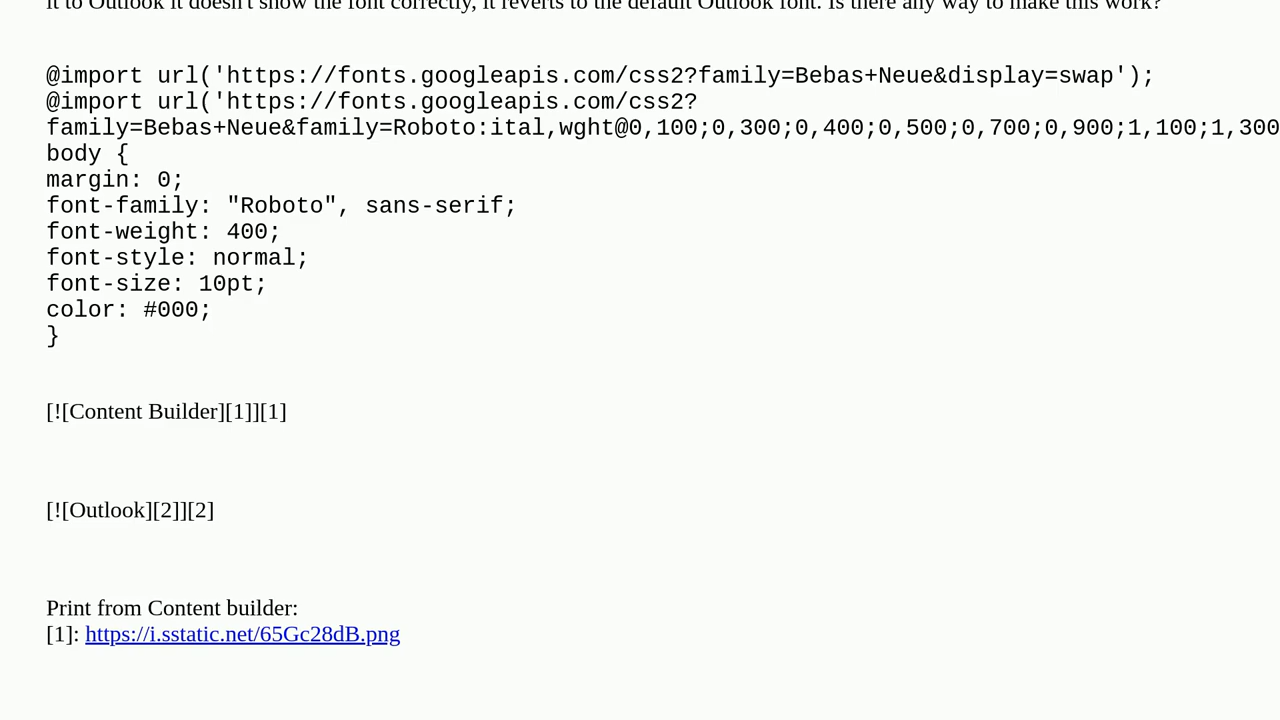 it to Outlook it doesn't show the font correctly, it reverts to the default Outlook font. Is there any way to make this work?
@import url('https://fonts.googleapis.com/css2?family=Bebas+Neue&display=swap');
@import url('https://fonts.googleapis.com/css2?
family=Bebas+Neue&family=Roboto:ital,wght@0,100;0,300;0,400;0,500;0,700;0,900;1,100;1,300
body {
margin: 0;
font-family: "Roboto", sans-serif;
font-weight: 400;
font-style: normal;
font-size: 10pt;
color: #000;
}
[![Content Builder][1]][1]
[![Outlook][2]][2]
Print from Content builder:
[1]: https://i.sstatic.net/65Gc28dB.png